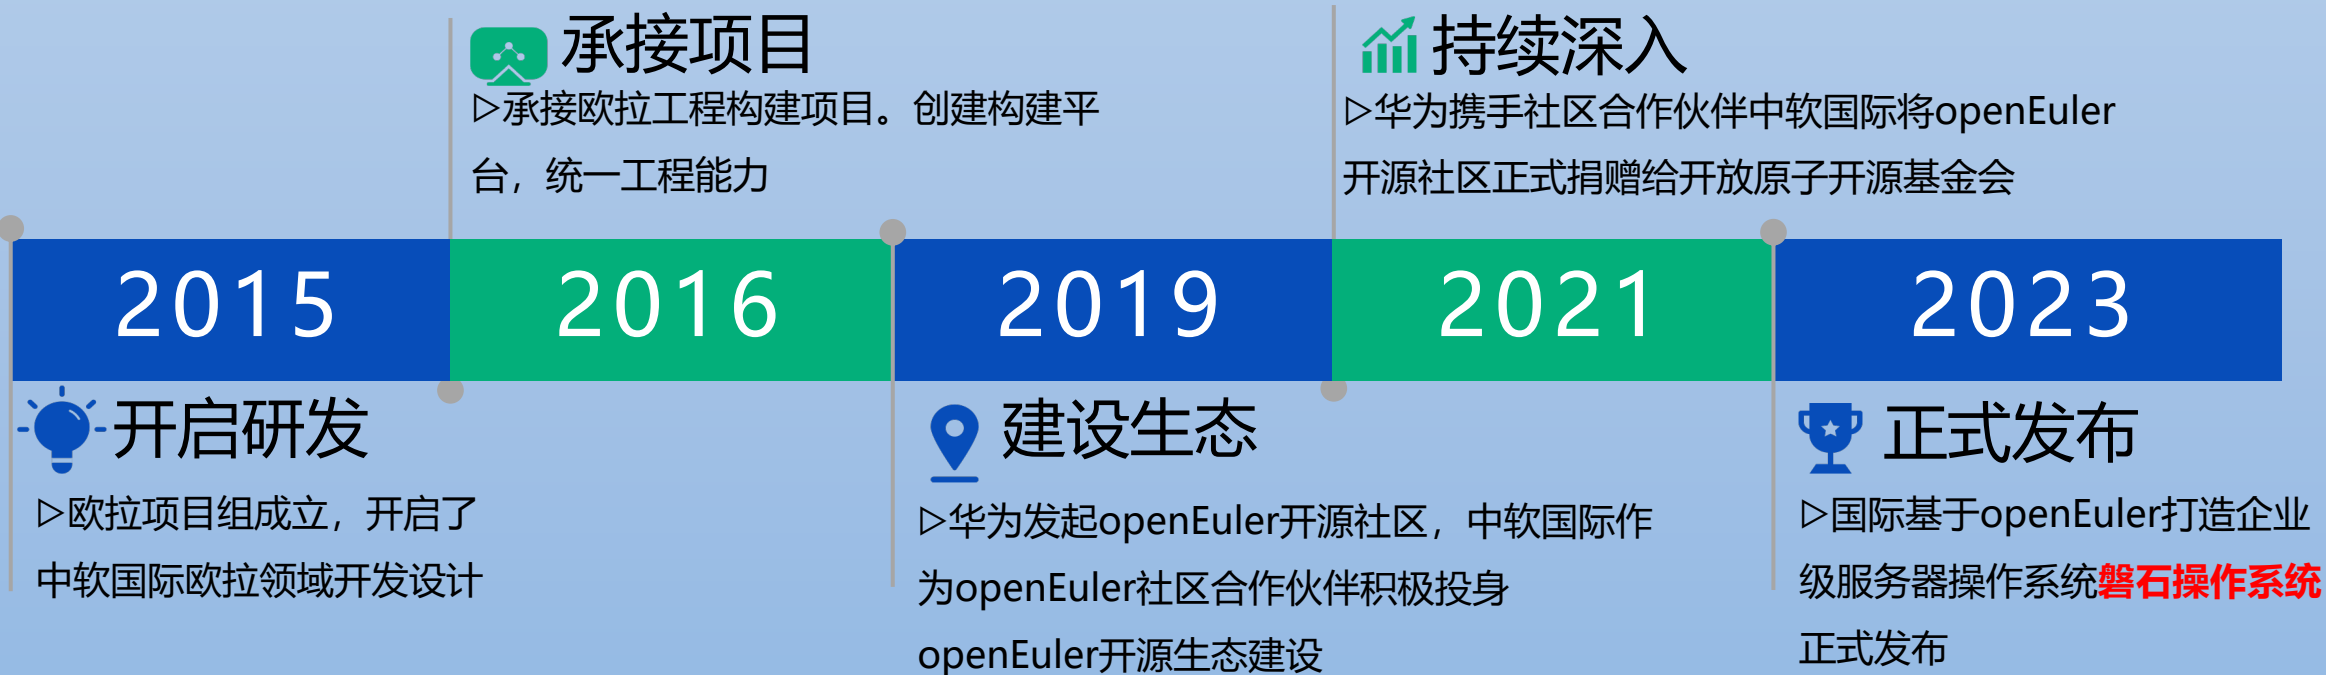 承接项目
▷承接欧拉工程构建项目。创建构建平
台，统一工程能力
持续深入
▷华为携手社区合作伙伴中软国际将openEuler
开源社区正式捐赠给开放原子开源基金会
2015
2016
2019
2021
2023
开启研发
▷欧拉项目组成立，开启了
中软国际欧拉领域开发设计
建设生态
▷华为发起openEuler开源社区，中软国际作
为openEuler社区合作伙伴积极投身
openEuler开源生态建设
正式发布
▷国际基于openEuler打造企业
级服务器操作系统磐石操作系统
正式发布